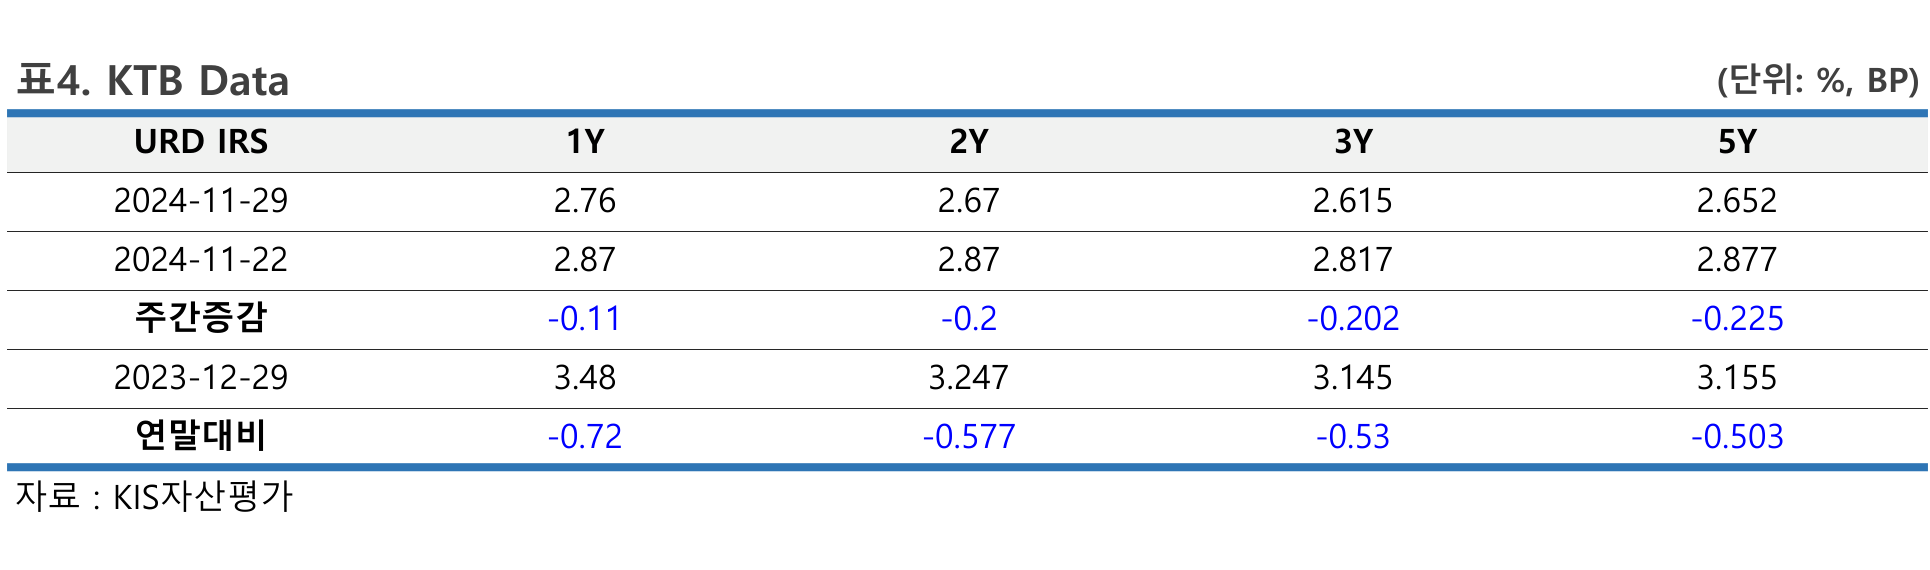 표4. KTB Data (단위: %, BP)
URD IRS 1Y 2Y 3Y 5Y
2024-11-29 2.76 2.67 2.615 2.652
2024-11-22 2.87 2.87 2.817 2.877
주간증감 -0.11 -0.2 -0.202 -0.225
2023-12-29 3.48 3.247 3.145 3.155
연말대비 -0.72 -0.577 -0.53 -0.503
자료 : KIS자산평가